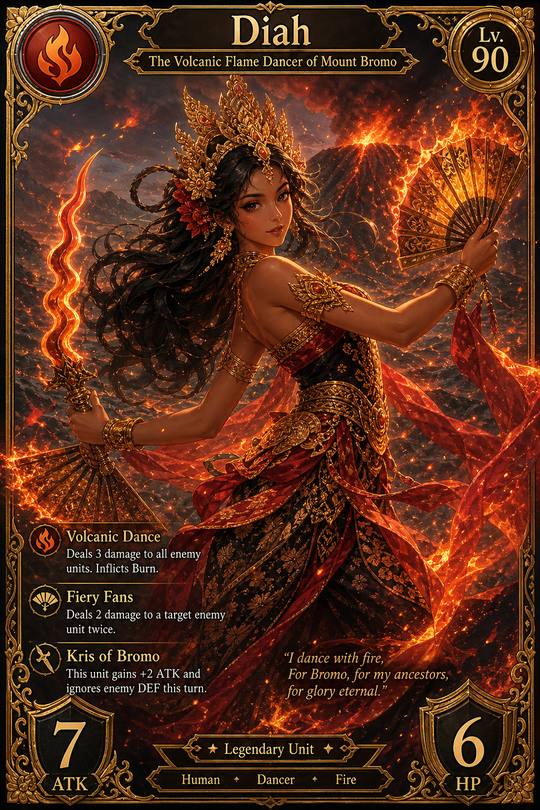 Diah
The Volcanic Flame Dancer of Mount Bromo
Lv.
90
Volcanic Dance
Deals 3 damage to all enemy
units. Inflicts Burn.
Fiery Fans
Deals 2 damage to a target enemy
unit twice.
Kris of Bromo
This unit gains +2 ATK and
ignores enemy DEF this turn.
“I dance with fire,
For Bromo, for my ancestors,
for glory eternal.”
7
ATK
Legendary Unit
Human ✦ Dancer ✦ Fire
6
HP